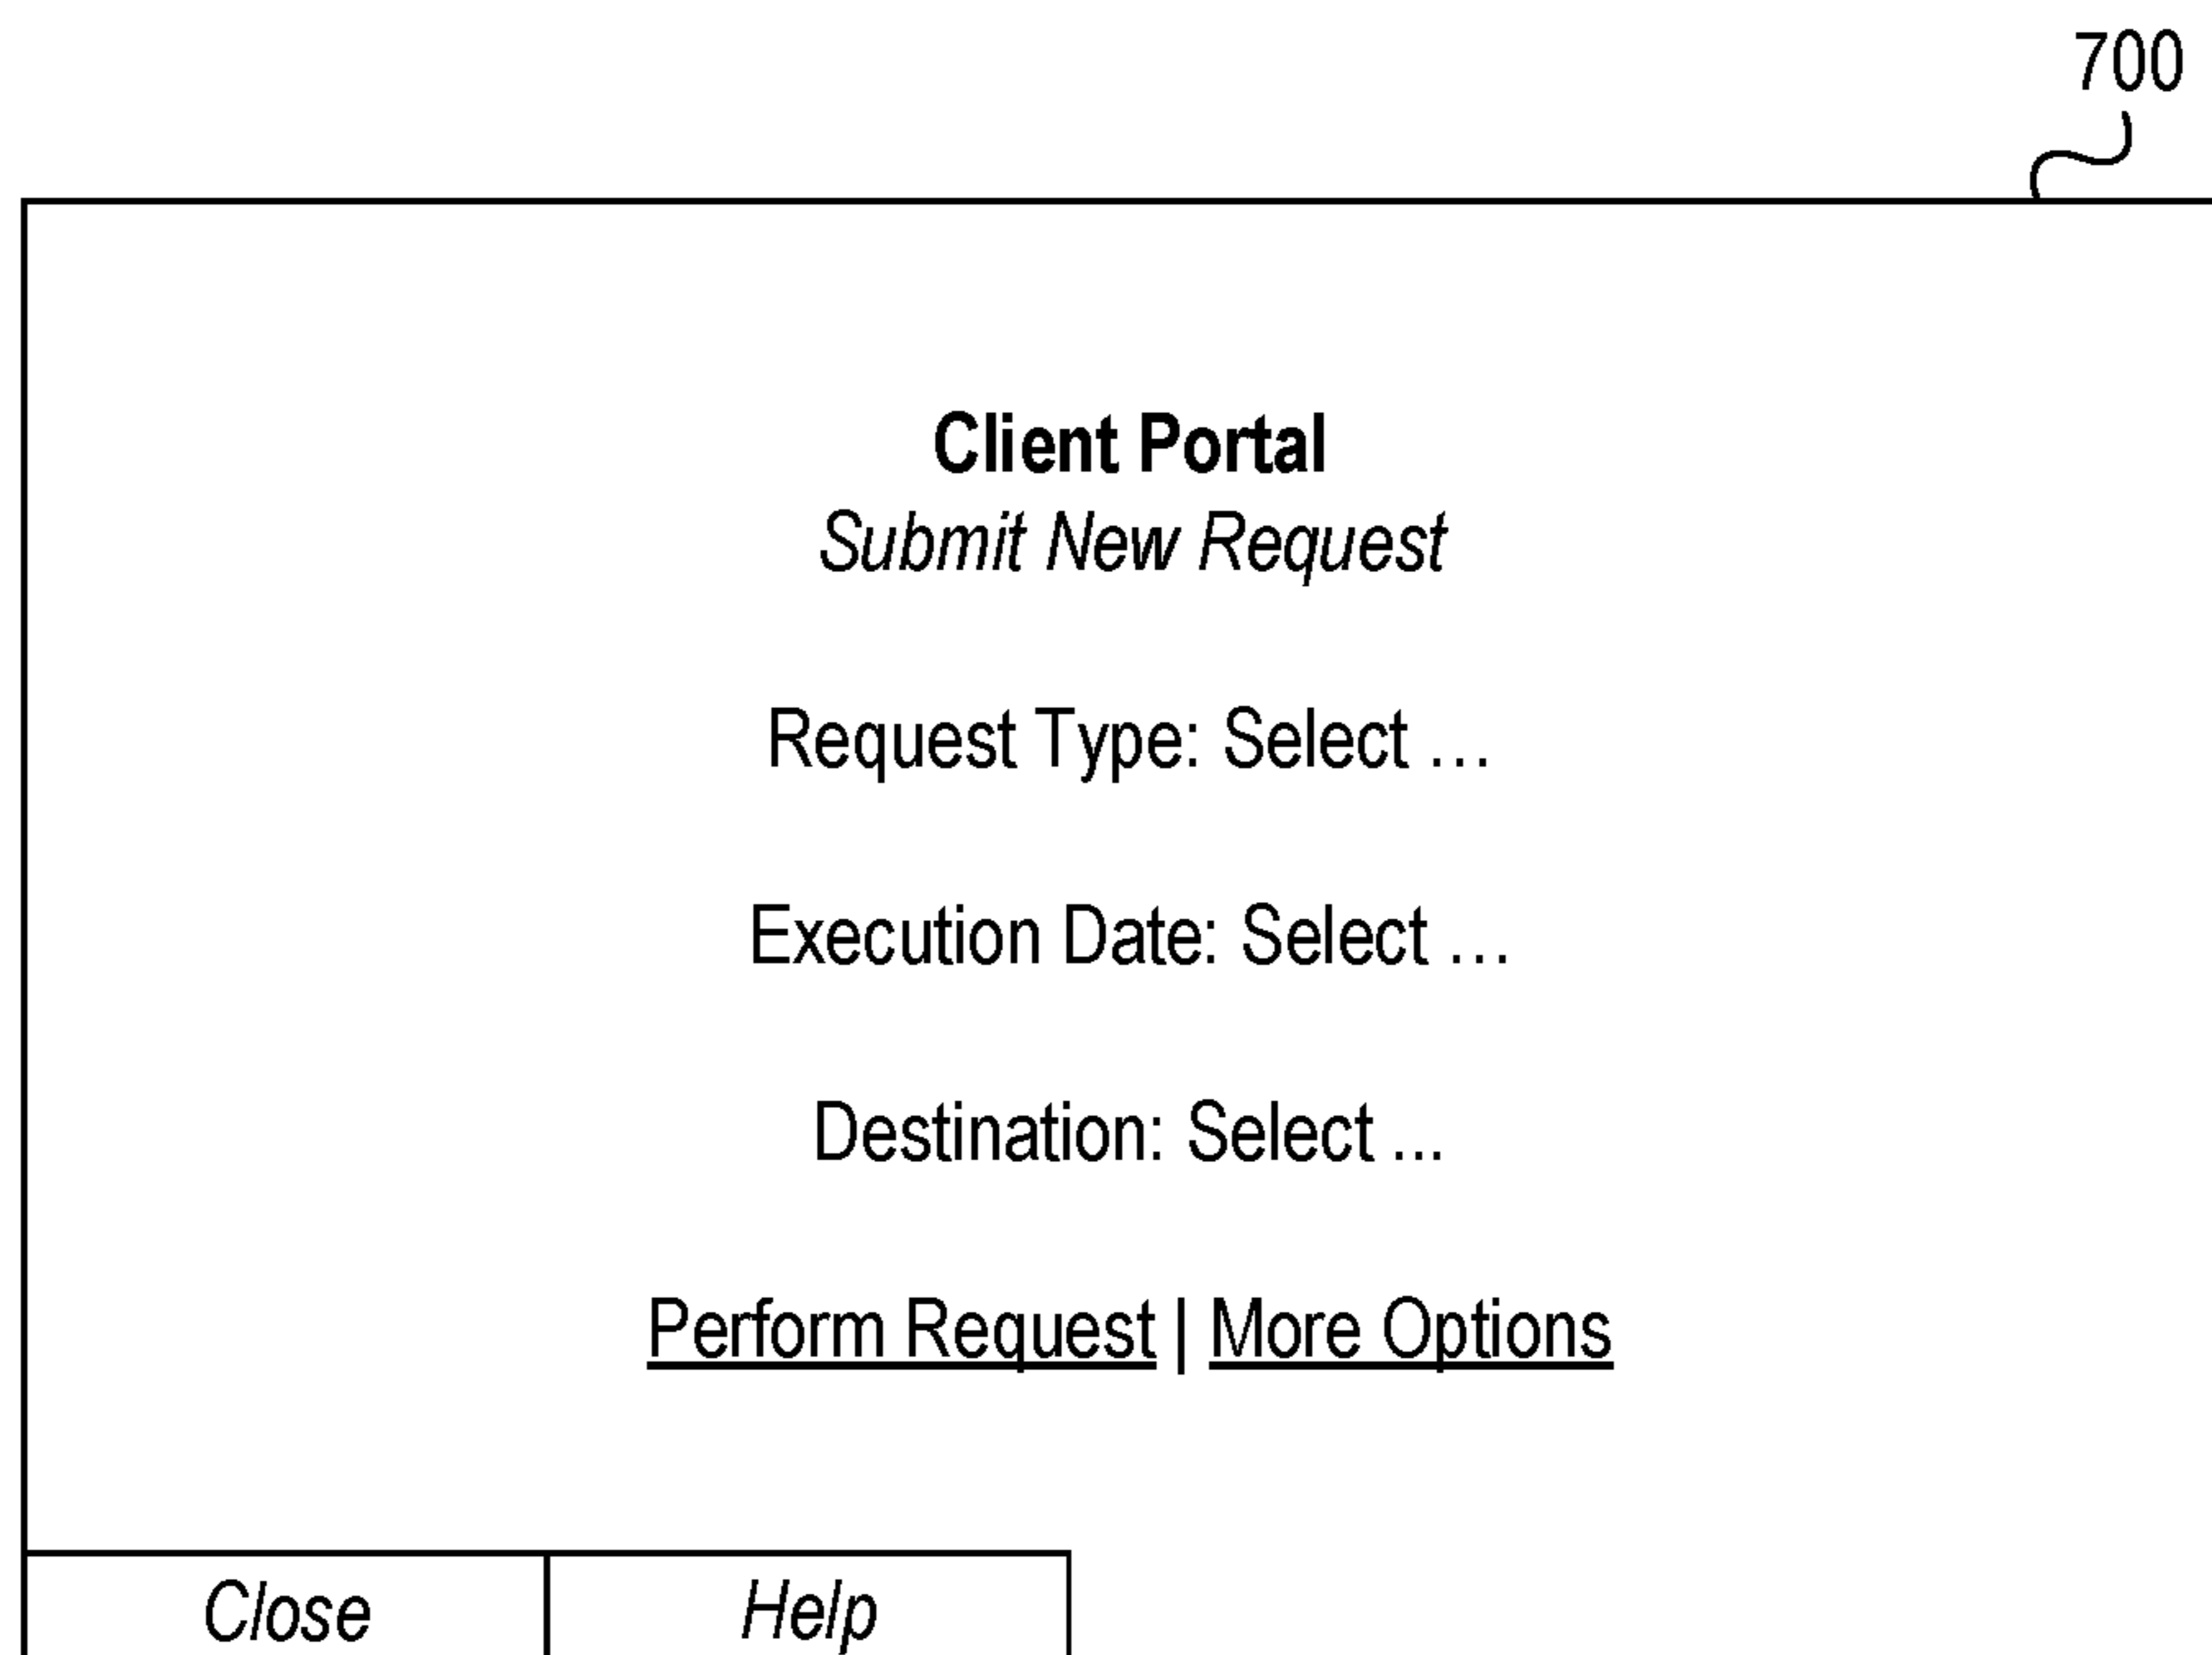 700
Client Portal
Submit New Request
Request Type: Select ...
Execution Date: Select ...
Destination: Select ...
Perform Request | More Options
Close Help